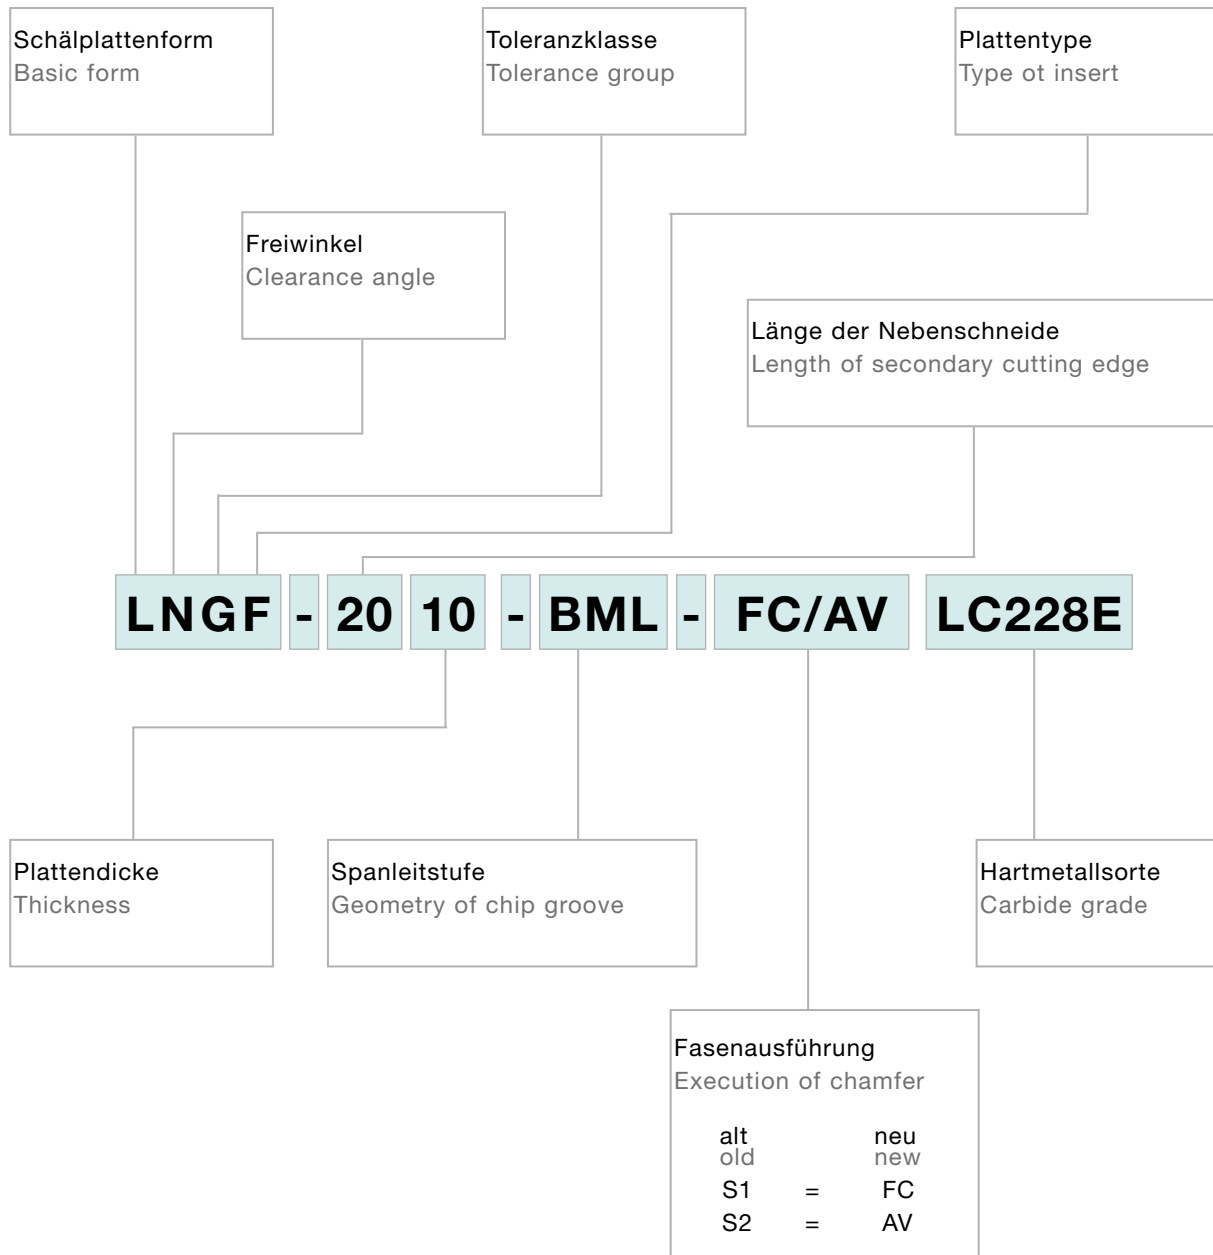 Schälplattenform
Basic form
Toleranzklasse
Tolerance group
Plattentype
Type ot insert
Freiwinkel
Clearance angle
Länge der Nebenschneide
Length of secondary cutting edge
LNGF - 20 10 - BML - FC/AV LC228E
Plattendicke
Thickness
Spanleitstufe
Geometry of chip groove
Hartmetallsorte
Carbide grade
Fasenausführung
Execution of chamfer
alt neu
old new
S1 = FC
S2 = AV